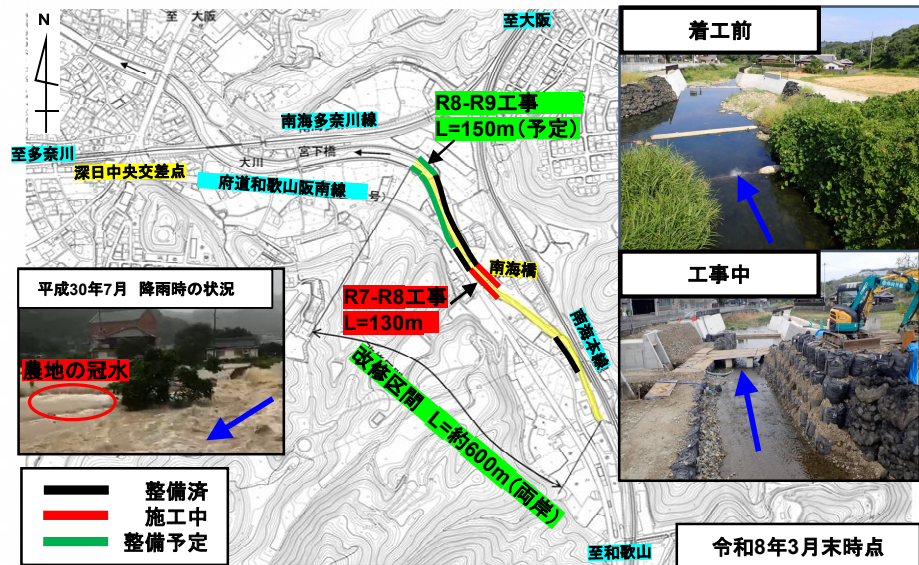 N
至 大阪
至大阪
着工前
R8-R9工事
L=150m(予定)
南海多奈川線
至多奈川
大川
宮下橋
深日中央交差点
府道和歌山阪南線
号)
南海橋
R7-R8工事
L=130m
南海本線
工事中
平成30年7月 降雨時の状況
農地の冠水
改修区間 L=約600m(両岸)
整備済
施工中
整備予定
至和歌山
令和8年3月末時点